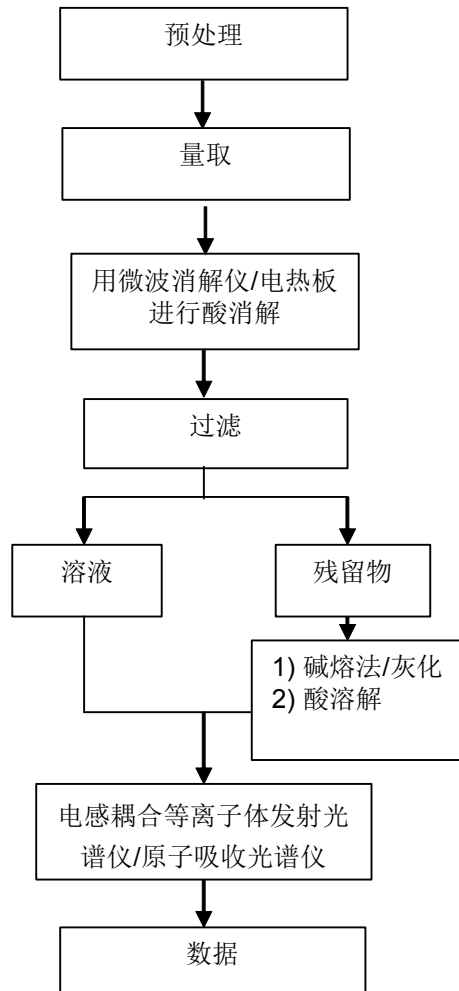 预处理
量取
用微波消解仪/电热板
进行酸消解
过滤
溶液
残留物
1) 碱熔法/灰化
2) 酸溶解
电感耦合等离子体发射光
谱仪/原子吸收光谱仪
数据